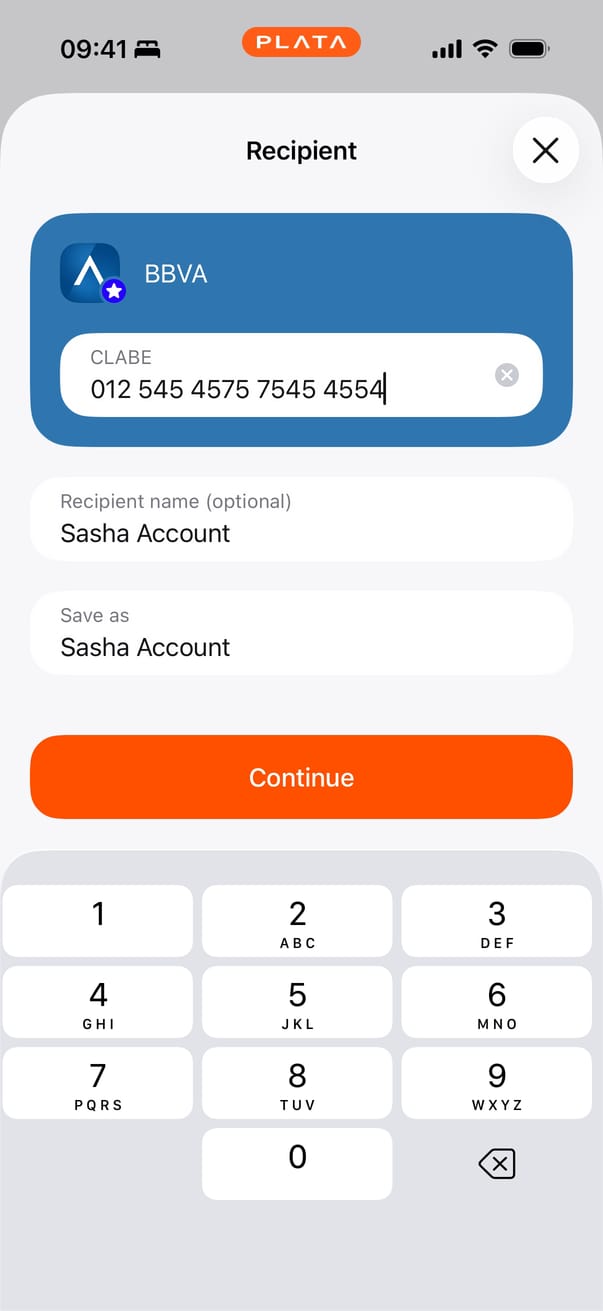 09:41
PLATA
Recipient
BBVA
CLABE
012 545 4575 7545 4554
Recipient name (optional)
Sasha Account
Save as
Sasha Account
Continue
1 2 3
ABC DEF
4 5 6
GHI JKL MNO
7 8 9
PQRS TUV WXYZ
0